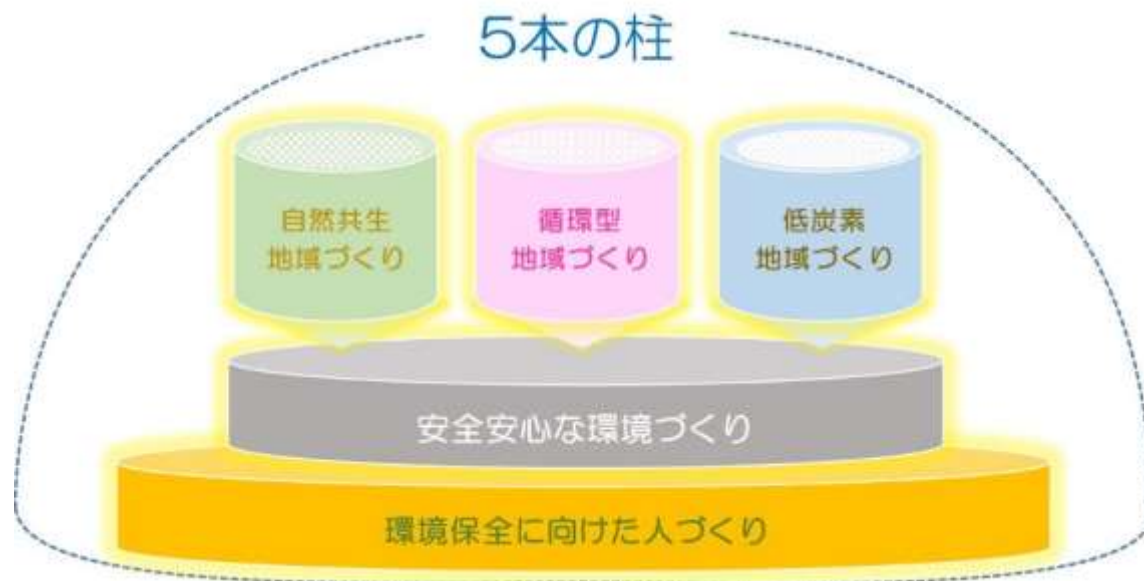 5本の柱
自然共生
地域づくり
循環型
地域づくり
低炭素
地域づくり
安全安心な環境づくり
環境保全に向けた人づくり